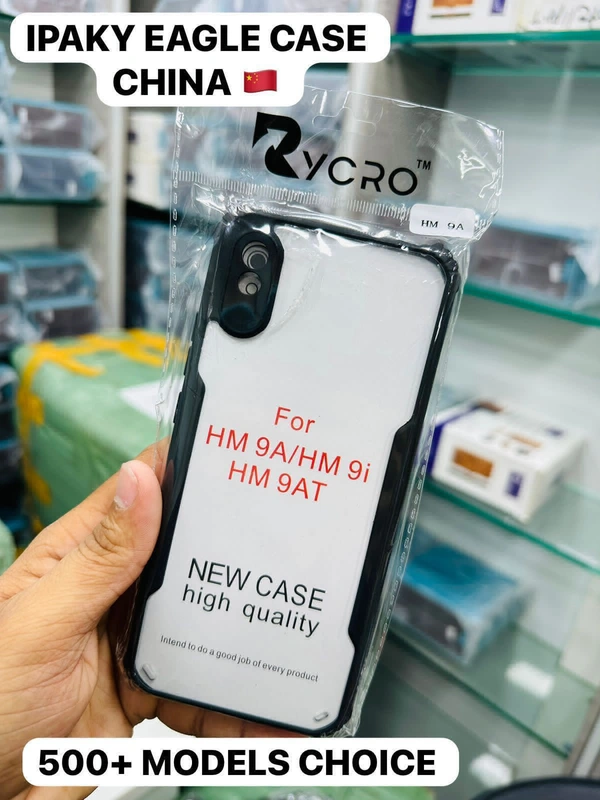 IPAKY EAGLE CASE
CHINA 🇨🇳
RYCRO™
HM 9A
For
HM 9A/HM 9i
HM 9AT
NEW CASE
high quality
Intend to do a good job of every product
500+ MODELS CHOICE